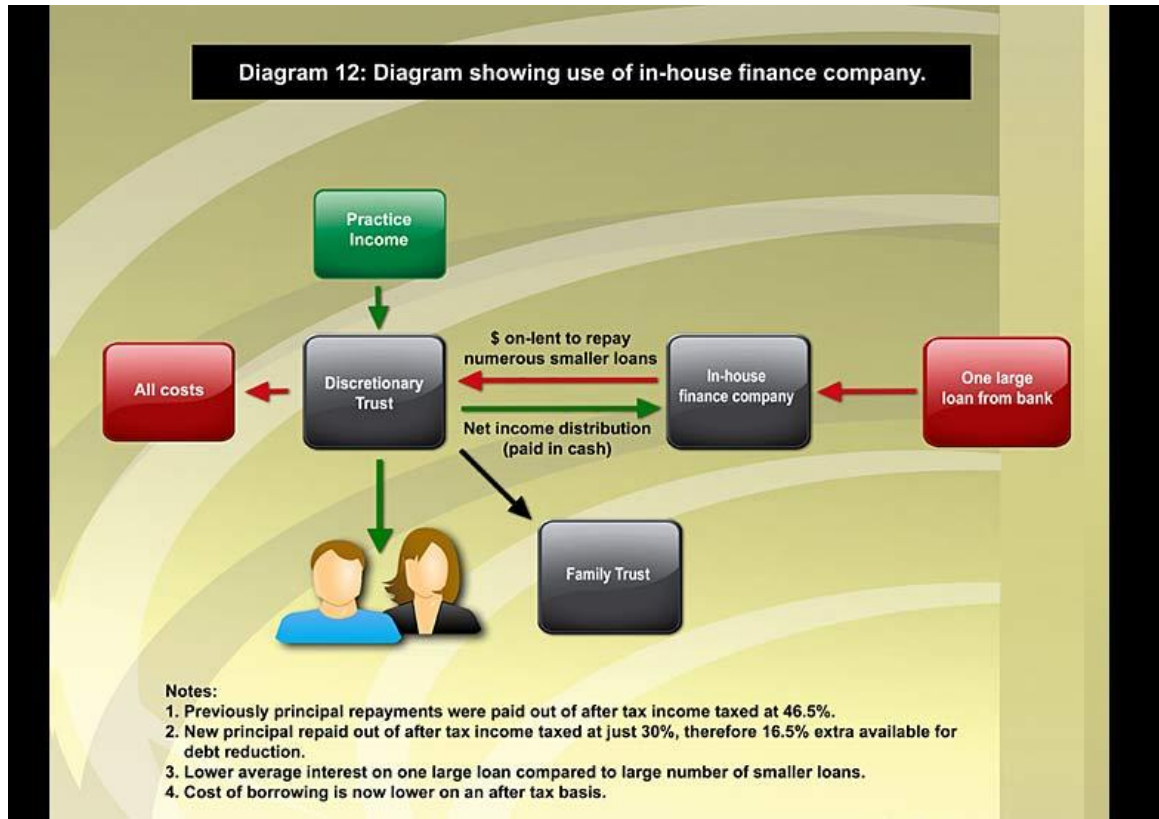 Diagram 12: Diagram showing use of in-house finance company.
Practice
Income
$ on-lent to repay
numerous smaller loans
All costs
Discretionary
Trust
In-house
finance company
One large
loan from bank
Net income distribution
(paid in cash)
Family Trust
Notes:
1. Previously principal repayments were paid out of after tax income taxed at 46.5%.
2. New principal repaid out of after tax income taxed at just 30%, therefore 16.5% extra available for
debt reduction.
3. Lower average interest on one large loan compared to large number of smaller loans.
4. Cost of borrowing is now lower on an after tax basis.